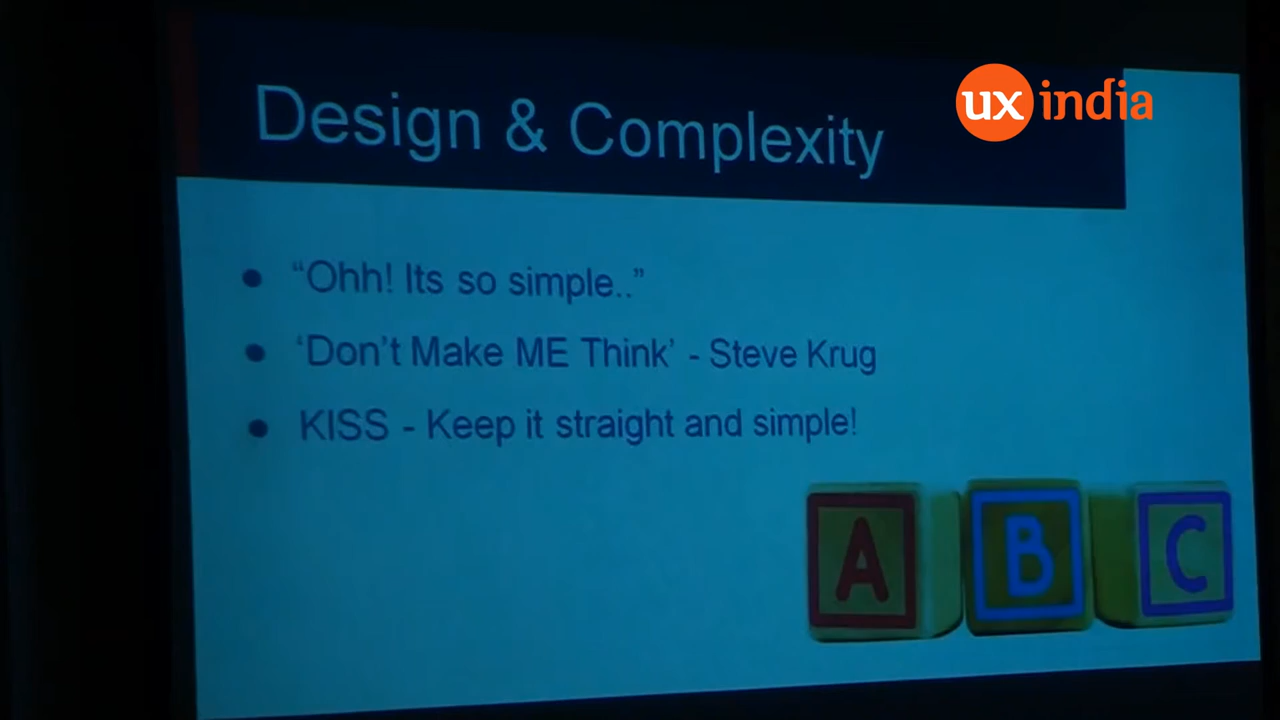 Design & Complexity
ux india
“Ohh! Its so simple..”
‘Don’t Make ME Think’ - Steve Krug
KISS - Keep it straight and simple!
A B C